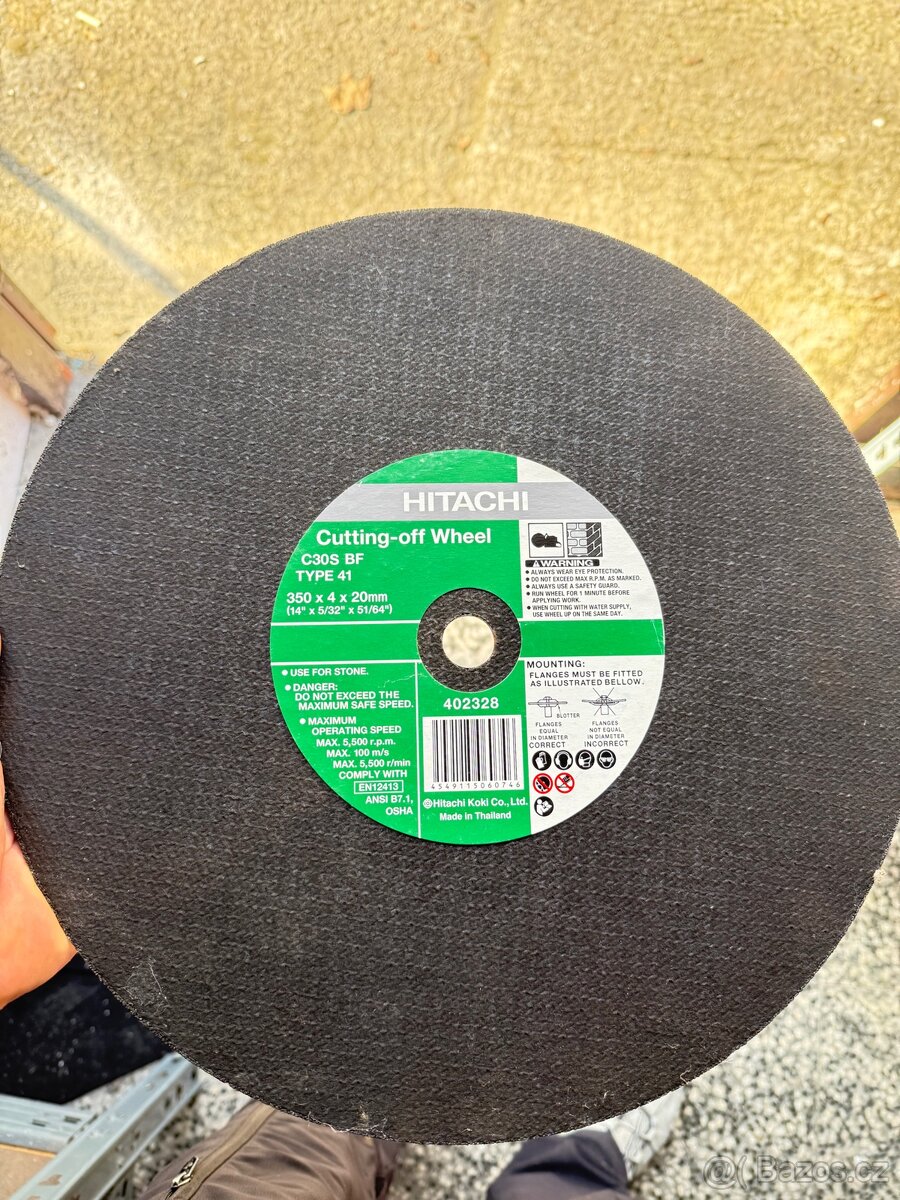 HITACHI
Cutting-off Wheel
C30S BF
TYPE 41
350 x 4 x 20mm
(14" x 5/32" x 51/64")
WARNING
● ALWAYS WEAR EYE PROTECTION.
● DO NOT EXCEED MAX R.P.M. AS MARKED.
● ALWAYS USE A SAFETY GUARD.
● RUN WHEEL FOR 1 MINUTE BEFORE
APPLYING WORK.
● WHEN CUTTING WITH WATER SUPPLY,
USE WHEEL UP ON THE SAME DAY.
● USE FOR STONE.
● DANGER:
DO NOT EXCEED THE
MAXIMUM SAFE SPEED.
● MAXIMUM
OPERATING SPEED
MAX. 5,500 r.p.m.
MAX. 100 m/s
MAX. 5,500 r/min
COMPLY WITH
EN12413
ANSI B7.1,
OSHA
402328
4549115060746
©Hitachi Koki Co., Ltd.
Made in Thailand
MOUNTING:
FLANGES MUST BE FITTED
AS ILLUSTRATED BELLOW.
BLOTTER
FLANGES
EQUAL
IN DIAMETER
CORRECT
FLANGES
NOT EQUAL
IN DIAMETER
INCORRECT
@ Bazos.cz